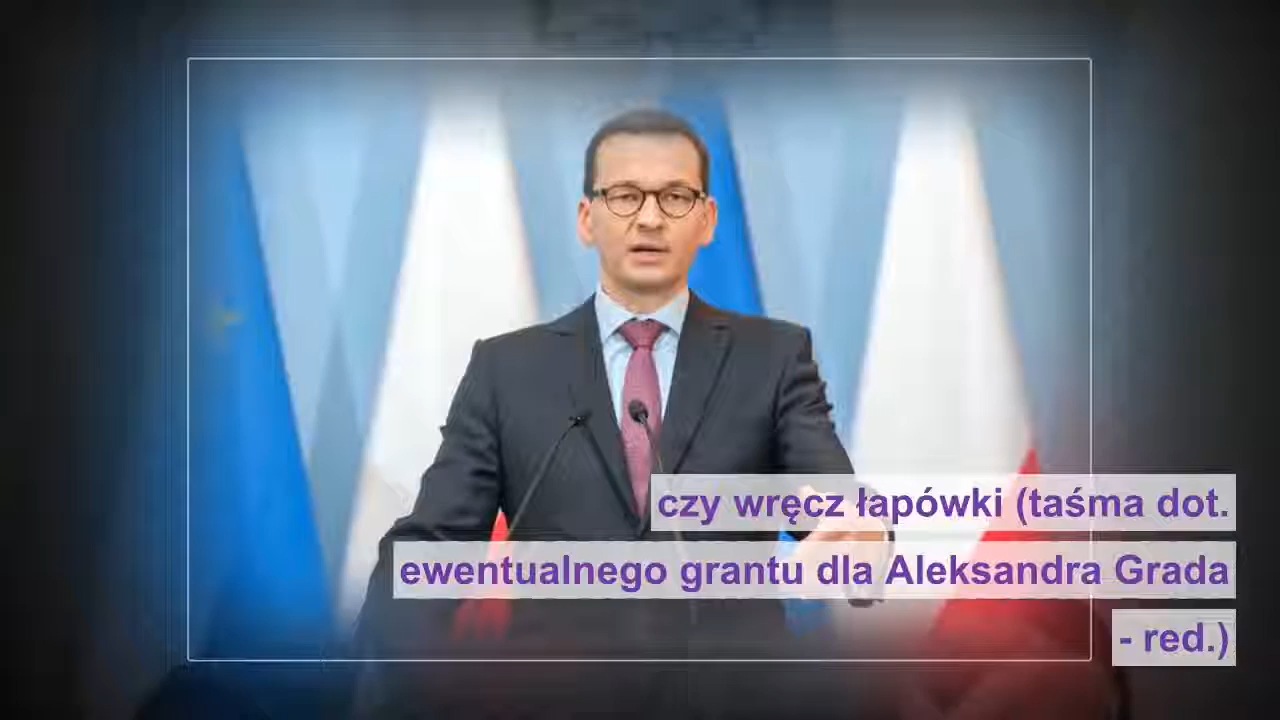 czy wręcz łapówki (taśma dot.
ewentualnego grantu dla Aleksandra Grada
- red.)